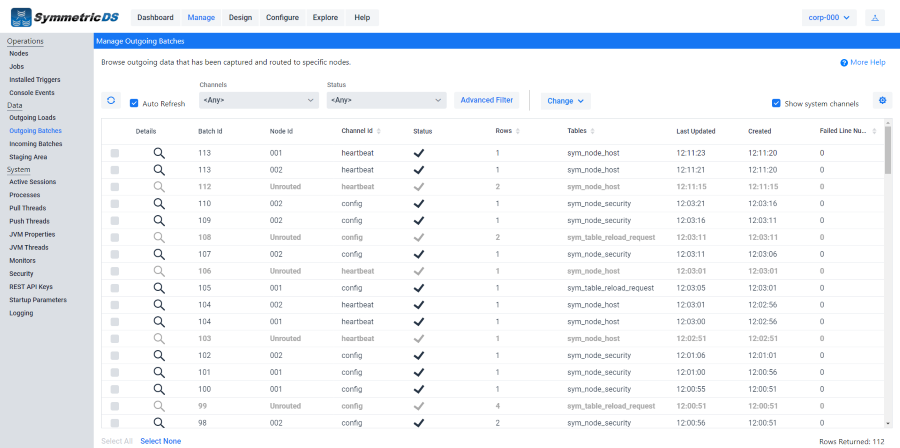 SymmetricDS Dashboard Manage Design Configure Explore Help corp-000
Operations
Nodes
Jobs
Installed Triggers
Console Events
Data
Outgoing Loads
Outgoing Batches
Incoming Batches
Staging Area
System
Active Sessions
Processes
Pull Threads
Push Threads
JVM Properties
JVM Threads
Monitors
Security
REST API Keys
Startup Parameters
Logging
Manage Outgoing Batches
Browse outgoing data that has been captured and routed to specific nodes. More Help
Channels Status
Auto Refresh <Any> <Any> Advanced Filter Change Show system channels
Details Batch Id Node Id Channel Id Status Rows Tables Last Updated Created Failed Line Nu...
113 001 heartbeat 1 sym_node_host 12:11:23 12:11:20 0
113 002 heartbeat 1 sym_node_host 12:11:21 12:11:20 0
112 Unrouted heartbeat 2 sym_node_host 12:11:15 12:11:15 0
110 002 config 1 sym_node_security 12:03:21 12:03:16 0
109 002 config 1 sym_node_security 12:03:16 12:03:11 0
108 Unrouted config 2 sym_table_reload_request 12:03:11 12:03:11 0
107 002 config 1 sym_node_security 12:03:11 12:03:06 0
106 Unrouted heartbeat 1 sym_node_host 12:03:01 12:03:01 0
105 001 config 1 sym_table_reload_request 12:03:05 12:03:01 0
104 002 heartbeat 1 sym_node_host 12:03:01 12:02:56 0
104 001 heartbeat 1 sym_node_host 12:03:00 12:02:56 0
103 Unrouted heartbeat 1 sym_node_host 12:02:51 12:02:51 0
102 002 config 1 sym_node_security 12:01:06 12:01:01 0
101 001 config 1 sym_node_security 12:01:00 12:00:56 0
100 001 config 1 sym_node_security 12:00:55 12:00:51 0
99 Unrouted config 4 sym_table_reload_request 12:00:51 12:00:51 0
98 002 config 2 sym_node_security 12:00:56 12:00:51 0
Select All Select None Rows Returned: 112